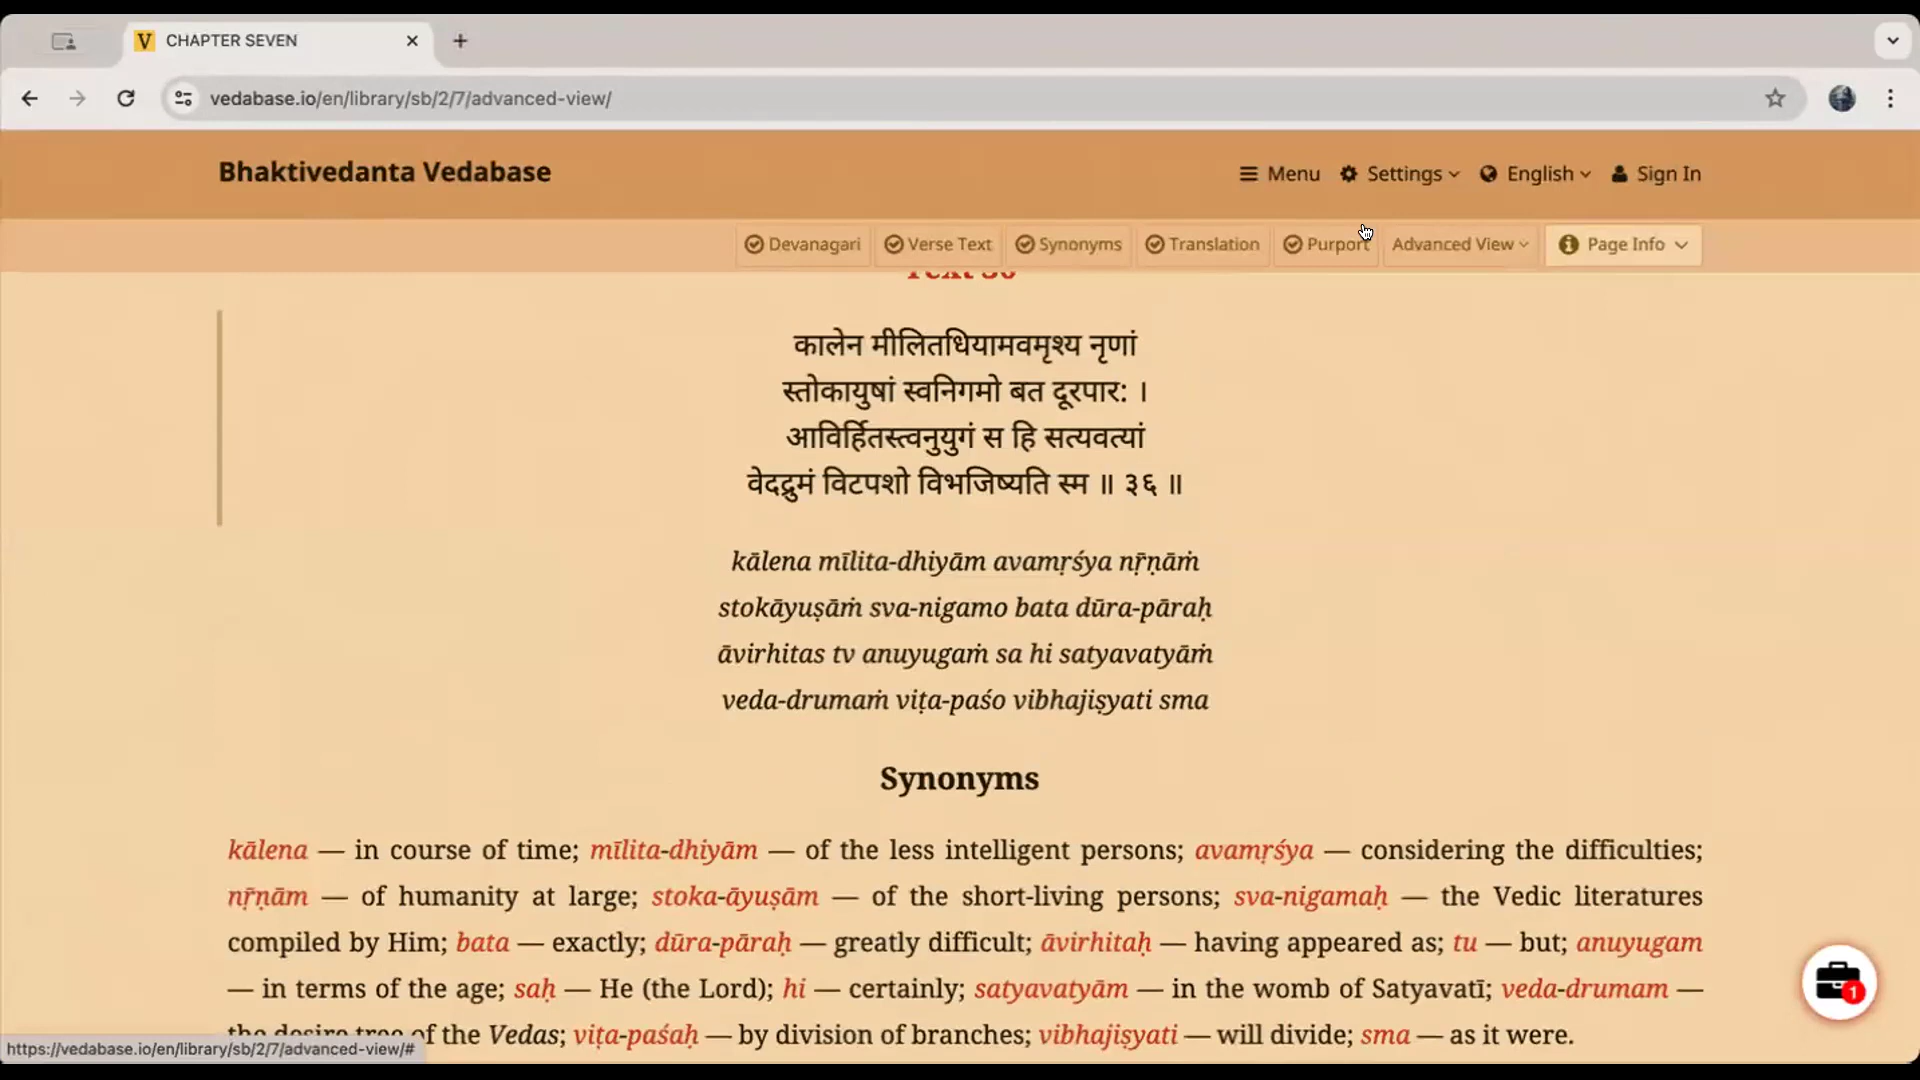 CHAPTER SEVEN
vedabase.io/en/library/sb/2/7/advanced-view/
Bhaktivedanta Vedabase
Menu Settings English Sign In
Devanagari Verse Text Synonyms Translation Purport Advanced View Page Info
कालेन मीलितधियामवमृश्य नृणां
स्तोकायुषां स्वनिगमो बत दूरपार: ।
आविर्हितस्त्वनुयुगं स हि सत्यवत्यां
वेदद्रुमं विटपशो विभजिष्यति स्म ॥ ३६ ॥
kālena mīlita-dhiyām avamṛśya nṝṇāṁ
stokāyuṣāṁ sva-nigamo bata dūra-pāraḥ
āvirhitas tv anuyugaṁ sa hi satyavatyāṁ
veda-drumaṁ viṭa-paśo vibhajiṣyati sma
Synonyms
kālena — in course of time; mīlita-dhiyām — of the less intelligent persons; avamṛśya — considering the difficulties;
nṝṇām — of humanity at large; stoka-āyuṣām — of the short-living persons; sva-nigamaḥ — the Vedic literatures
compiled by Him; bata — exactly; dūra-pāraḥ — greatly difficult; āvirhitaḥ — having appeared as; tu — but; anuyugam
— in terms of the age; saḥ — He (the Lord); hi — certainly; satyavatyām — in the womb of Satyavatī; veda-drumam —
the desire tree of the Vedas; viṭa-paśaḥ — by division of branches; vibhajiṣyati — will divide; sma — as it were.
1
https://vedabase.io/en/library/sb/2/7/advanced-view/#